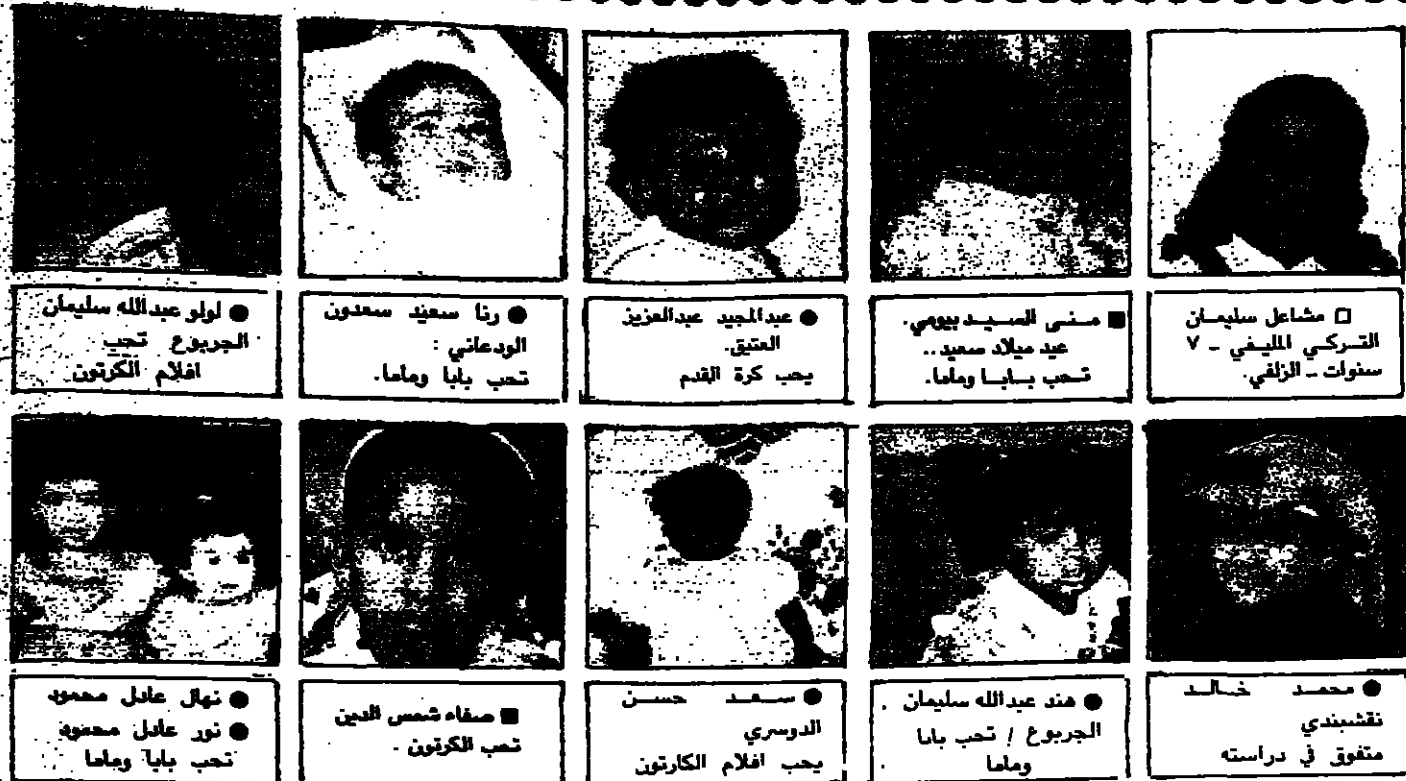 □ مشاعل سليمان
التركي المليفي - ٧
سنوات - الزلفي.
■ منى السيد بيومي.
عيد ميلاد سعيد..
تحب بابا وماما.
● عبدالمجيد عبدالعزيز
العتيق.
يحب كرة القدم
● رنا سعيد سعدون
الودعاني :
تحب بابا وماما.
● لولو عبدالله سليمان
الجربوع تحب
افلام الكرتون
● محمد خالد
نقشبندي
متفوق في دراسته
● هند عبدالله سليمان
الجربوع / تحب بابا
وماما
● سعد حسن
الدوسري
يحب افلام الكارتون
■ صفاء شمس الدين
تحب الكرتون .
● نهال عادل محمود
● نور عادل محمود
تحب بابا وماما